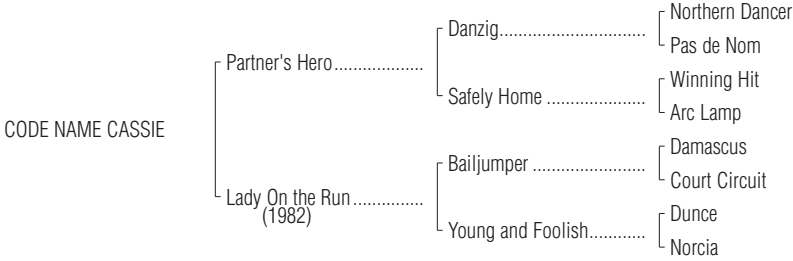 Northern Dancer
Danzig..............................
Pas de Nom
Partner's Hero..................
Winning Hit
Safely Home ....................
Arc Lamp
CODE NAME CASSIE
Damascus
Bailjumper .......................
Court Circuit
Lady On the Run...............
(1982)
Dunce
Young and Foolish............
Norcia